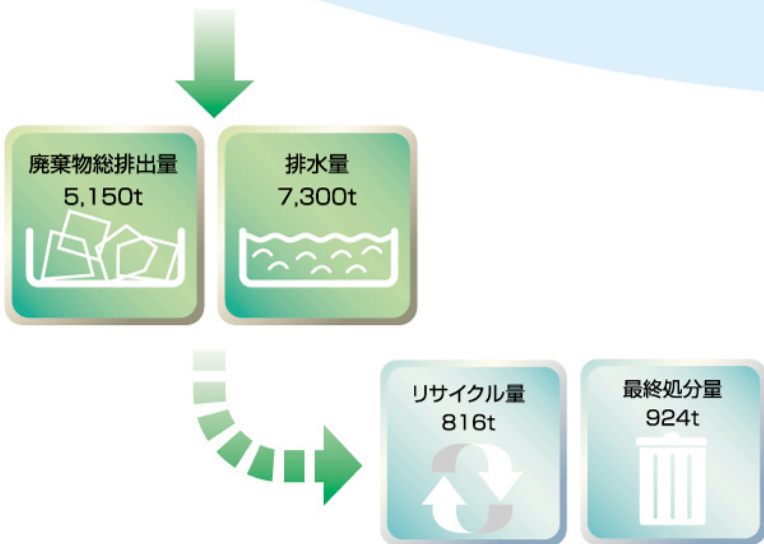 廃棄物総排出量
5,150t
排水量
7,300t
リサイクル量
816t
最終処分量
924t